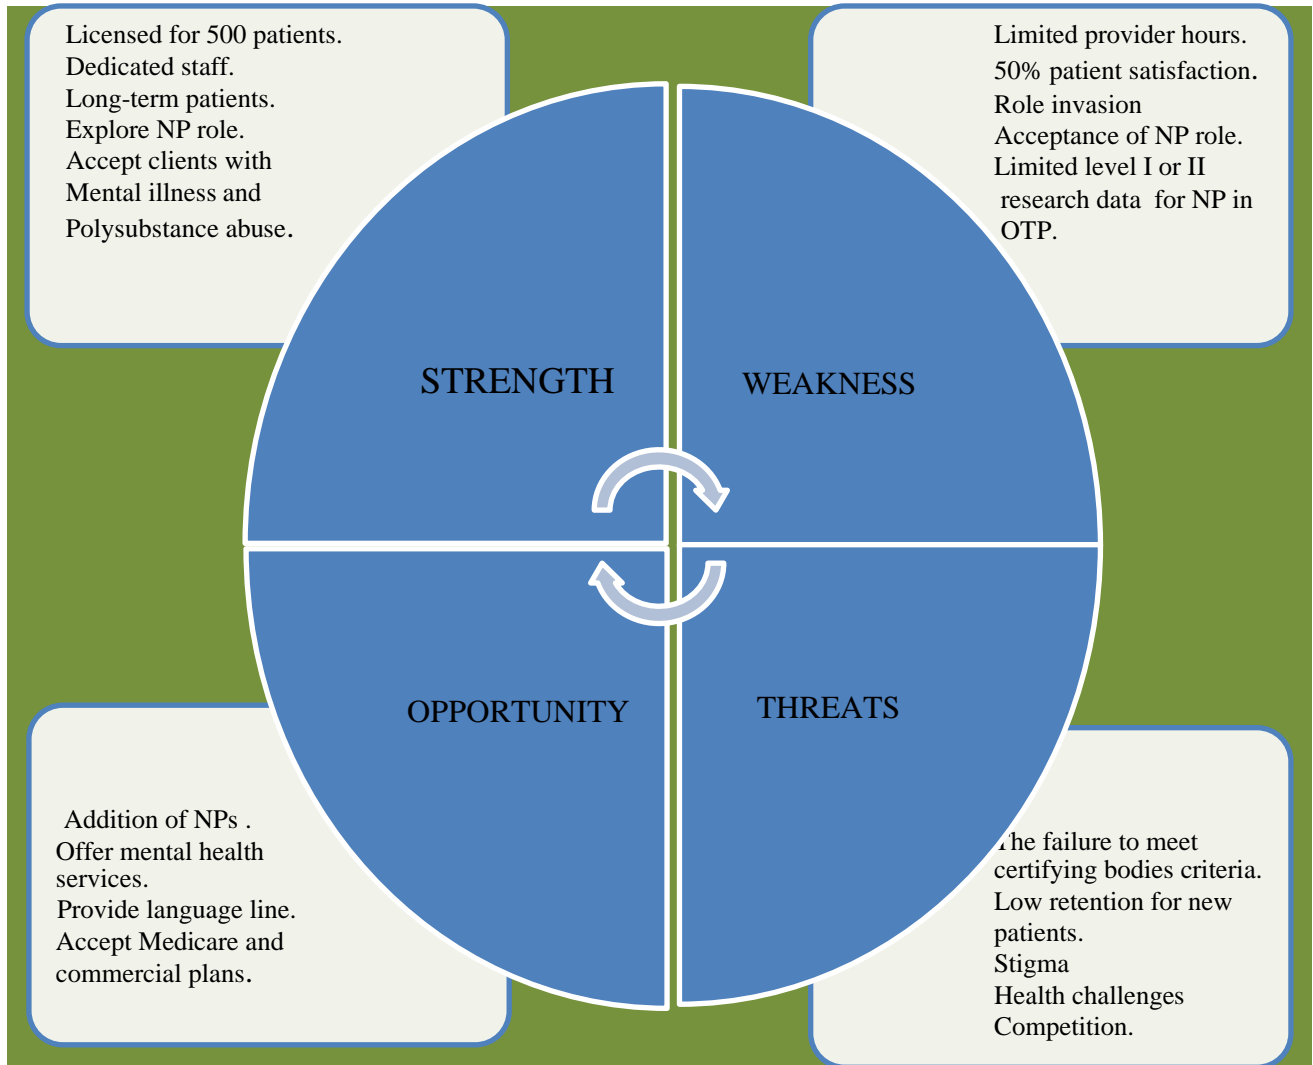 Licensed for 500 patients.
Dedicated staff.
Long-term patients.
Explore NP role.
Accept clients with
Mental illness and
Polysubstance abuse.
Limited provider hours.
50% patient satisfaction.
Role invasion
Acceptance of NP role.
Limited level I or II
research data for NP in
OTP.
STRENGTH
WEAKNESS
OPPORTUNITY
THREATS
Addition of NPs .
Offer mental health
services.
Provide language line.
Accept Medicare and
commercial plans.
The failure to meet
certifying bodies criteria.
Low retention for new
patients.
Stigma
Health challenges
Competition.